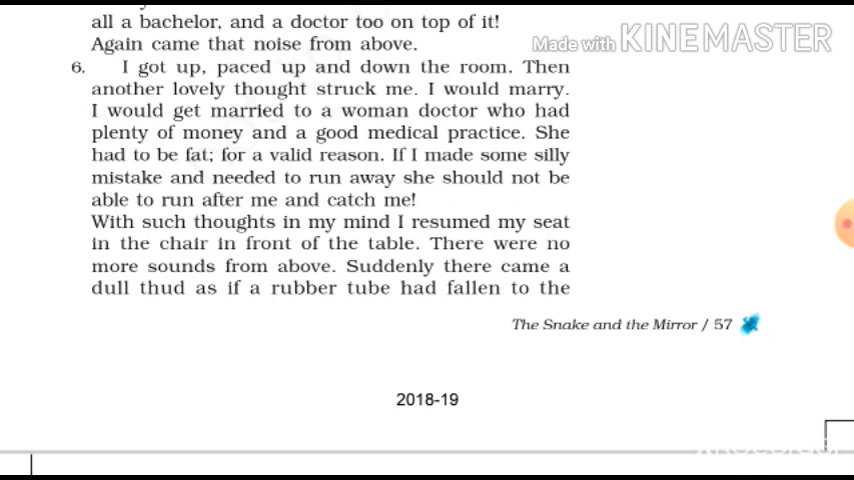 all a bachelor, and a doctor too on top of it!
Again came that noise from above.
Made with KINEMASTER
6. I got up, paced up and down the room. Then
another lovely thought struck me. I would marry.
I would get married to a woman doctor who had
plenty of money and a good medical practice. She
had to be fat; for a valid reason. If I made some silly
mistake and needed to run away she should not be
able to run after me and catch me!
With such thoughts in my mind I resumed my seat
in the chair in front of the table. There were no
more sounds from above. Suddenly there came a
dull thud as if a rubber tube had fallen to the
The Snake and the Mirror / 57
2018-19